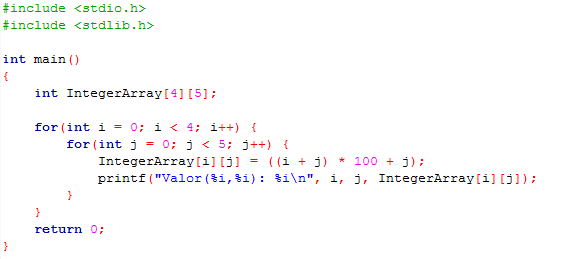 #include <stdio.h>
#include <stdlib.h>

int main()
{
    int IntegerArray[4][5];

    for(int i = 0; i < 4; i++) {
        for(int j = 0; j < 5; j++) {
            IntegerArray[i][j] = ((i + j) * 100 + j);
            printf("Valor(%i,%i): %i\n", i, j, IntegerArray[i][j]);
        }
    }
    return 0;
}